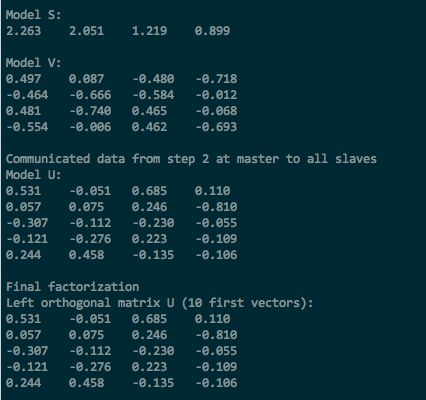 Model S:
2.263 2.051 1.219 0.899
Model V:
0.497 0.087 -0.480 -0.718
-0.464 -0.666 -0.584 -0.012
0.481 -0.740 0.465 -0.068
-0.554 -0.006 0.462 -0.693
Communicated data from step 2 at master to all slaves
Model U:
0.531 -0.051 0.685 0.110
0.057 0.075 0.246 -0.810
-0.307 -0.112 -0.230 -0.055
-0.121 -0.276 0.223 -0.109
0.244 0.458 -0.135 -0.106
Final factorization
Left orthogonal matrix U (10 first vectors):
0.531 -0.051 0.685 0.110
0.057 0.075 0.246 -0.810
-0.307 -0.112 -0.230 -0.055
-0.121 -0.276 0.223 -0.109
0.244 0.458 -0.135 -0.106